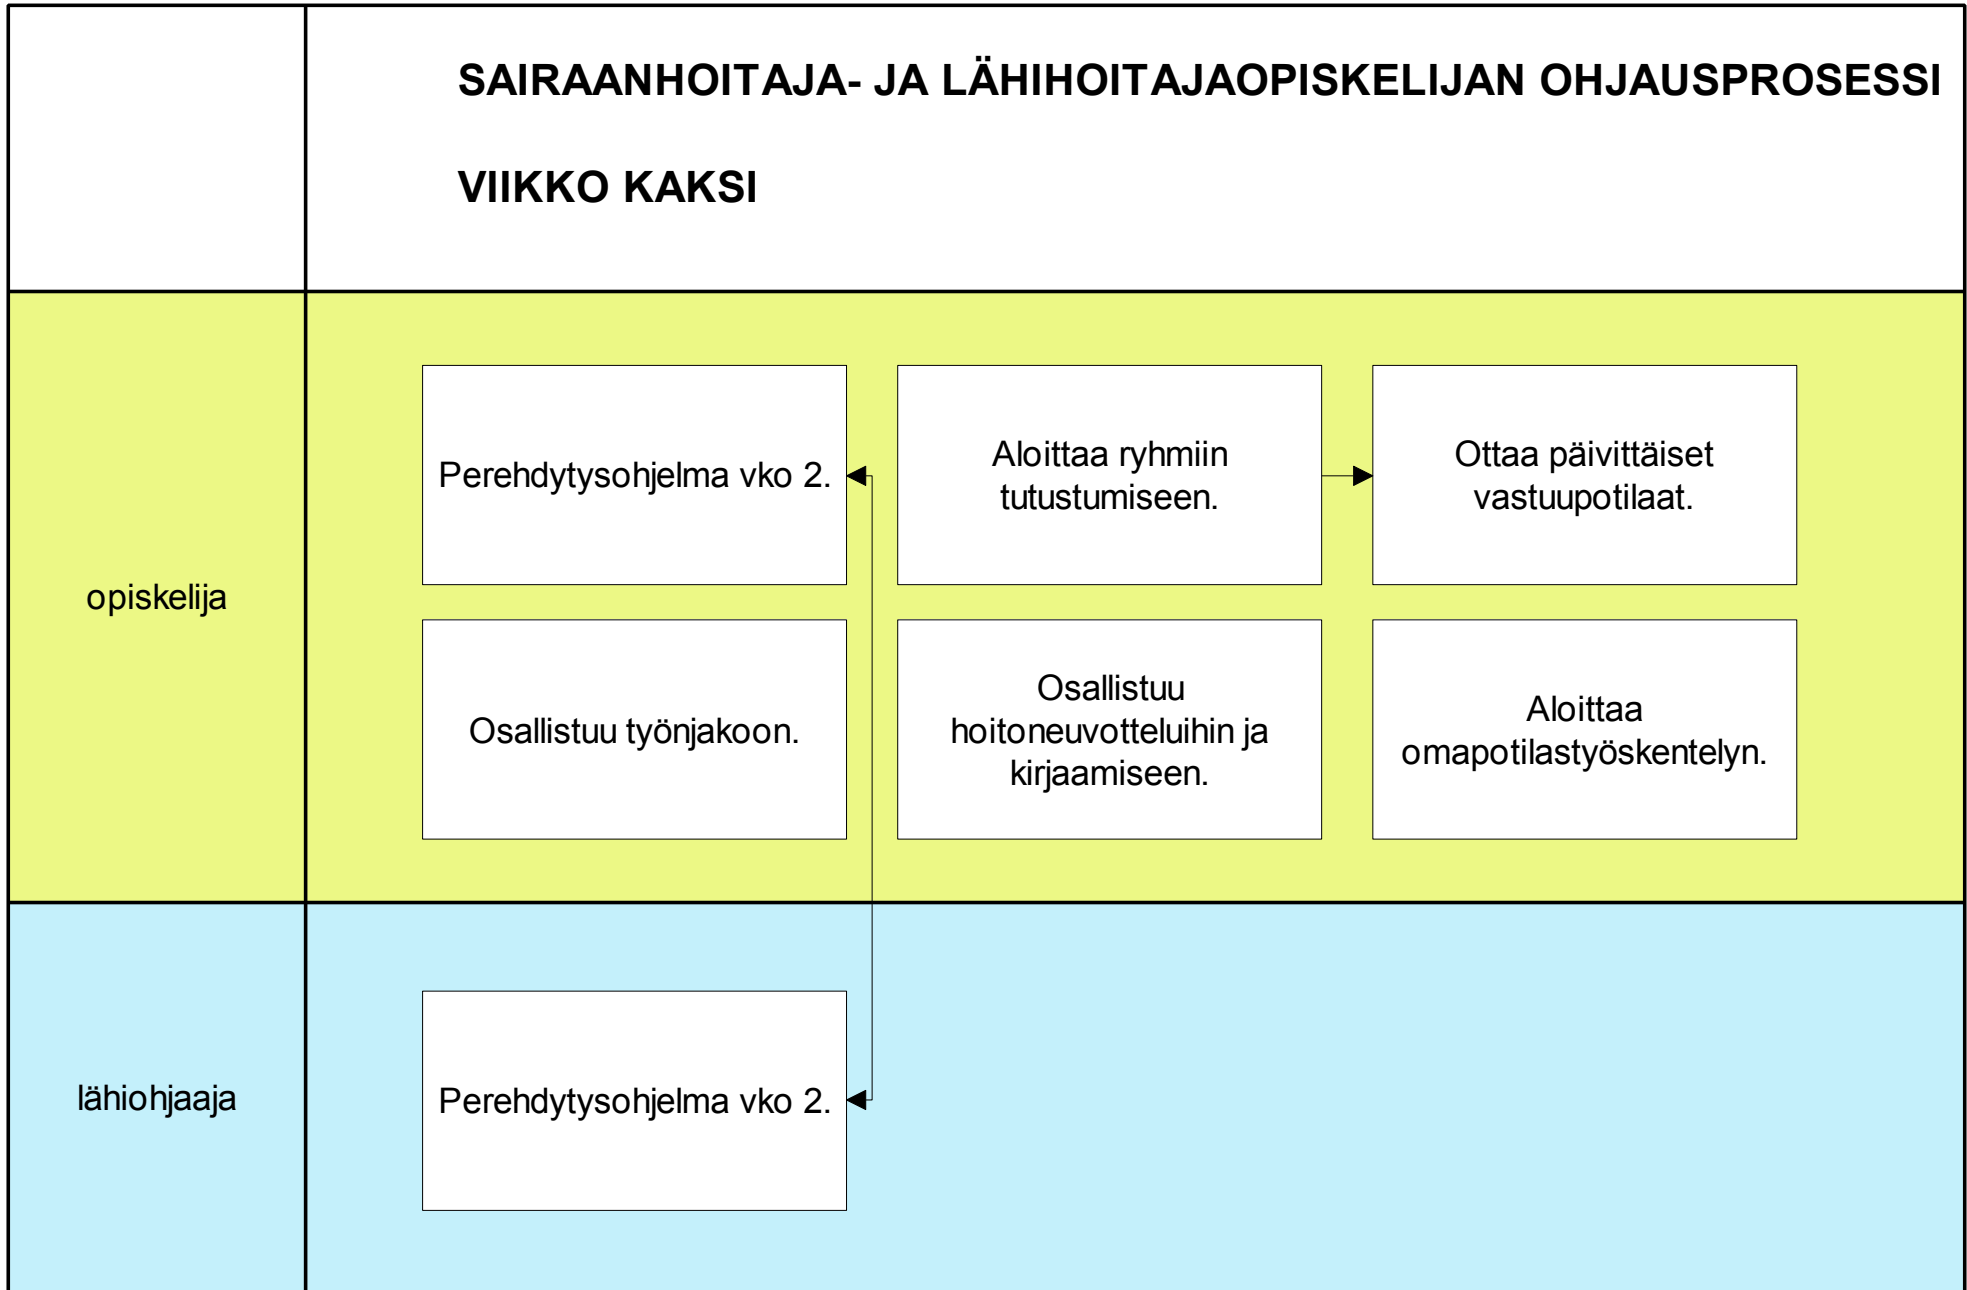 SAIRAANHOITAJA- JA LÄHIHOITAJAOPISKELIJAN OHJAUSPROSESSI
VIIKKO KAKSI
opiskelija
Perehdytysohjelma vko 2.
Aloittaa ryhmiin
tutustumiseen.
Ottaa päivittäiset
vastuupotilaat.
Osallistuu työnjakoon.
Osallistuu
hoitoneuvotteluihin ja
kirjaamiseen.
Aloittaa
omapotilastyöskentelyn.
lähiohjaaja
Perehdytysohjelma vko 2.